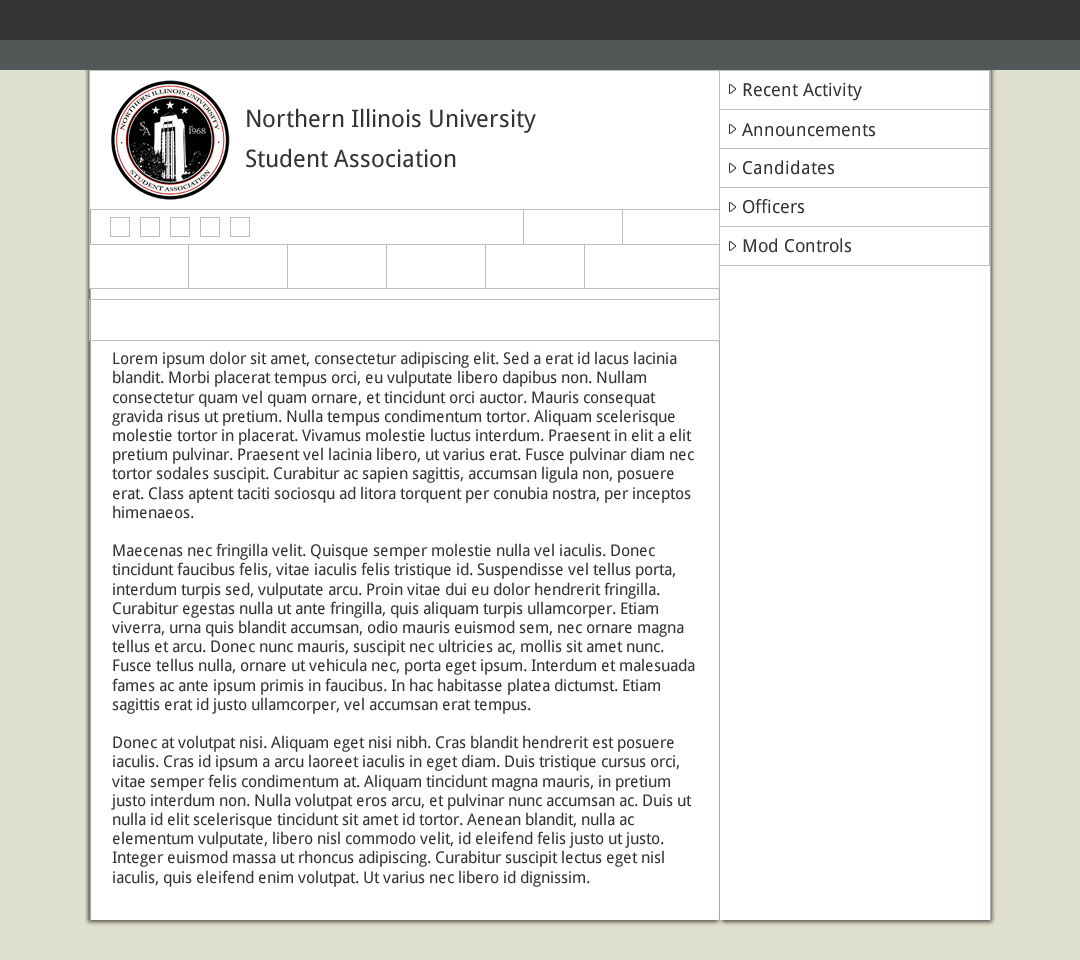 NORTHERN ILLINOIS UNIVERSITY
SA
1968
STUDENT ASSOCIATION
Northern Illinois University
Student Association
Recent Activity
Announcements
Candidates
Officers
Mod Controls
Lorem ipsum dolor sit amet, consectetur adipiscing elit. Sed a erat id lacus lacinia
blandit. Morbi placerat tempus orci, eu vulputate libero dapibus non. Nullam
consectetur quam vel quam ornare, et tincidunt orci auctor. Mauris consequat
gravida risus ut pretium. Nulla tempus condimentum tortor. Aliquam scelerisque
molestie tortor in placerat. Vivamus molestie luctus interdum. Praesent in elit a elit
pretium pulvinar. Praesent vel lacinia libero, ut varius erat. Fusce pulvinar diam nec
tortor sodales suscipit. Curabitur ac sapien sagittis, accumsan ligula non, posuere
erat. Class aptent taciti sociosqu ad litora torquent per conubia nostra, per inceptos
himenaeos.
Maecenas nec fringilla velit. Quisque semper molestie nulla vel iaculis. Donec
tincidunt faucibus felis, vitae iaculis felis tristique id. Suspendisse vel tellus porta,
interdum turpis sed, vulputate arcu. Proin vitae dui eu dolor hendrerit fringilla.
Curabitur egestas nulla ut ante fringilla, quis aliquam turpis ullamcorper. Etiam
viverra, urna quis blandit accumsan, odio mauris euismod sem, nec ornare magna
tellus et arcu. Donec nunc mauris, suscipit nec ultricies ac, mollis sit amet nunc.
Fusce tellus nulla, ornare ut vehicula nec, porta eget ipsum. Interdum et malesuada
fames ac ante ipsum primis in faucibus. In hac habitasse platea dictumst. Etiam
sagittis erat id justo ullamcorper, vel accumsan erat tempus.
Donec at volutpat nisi. Aliquam eget nisi nibh. Cras blandit hendrerit est posuere
iaculis. Cras id ipsum a arcu laoreet iaculis in eget diam. Duis tristique cursus orci,
vitae semper felis condimentum at. Aliquam tincidunt magna mauris, in pretium
justo interdum non. Nulla volutpat eros arcu, et pulvinar nunc accumsan ac. Duis ut
nulla id elit scelerisque tincidunt sit amet id tortor. Aenean blandit, nulla ac
elementum vulputate, libero nisl commodo velit, id eleifend felis justo ut justo.
Integer euismod massa ut rhoncus adipiscing. Curabitur suscipit lectus eget nisl
iaculis, quis eleifend enim volutpat. Ut varius nec libero id dignissim.